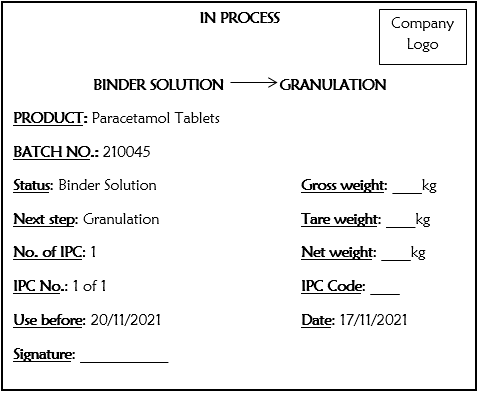 IN PROCESS
Company
Logo
BINDER SOLUTION → GRANULATION
PRODUCT: Paracetamol Tablets
BATCH NO.: 210045
Status: Binder Solution
Gross weight: ____kg
Next step: Granulation
Tare weight: ____kg
No. of IPC: 1
Net weight: ____kg
IPC No.: 1 of 1
IPC Code: ____
Use before: 20/11/2021
Date: 17/11/2021
Signature: ____________